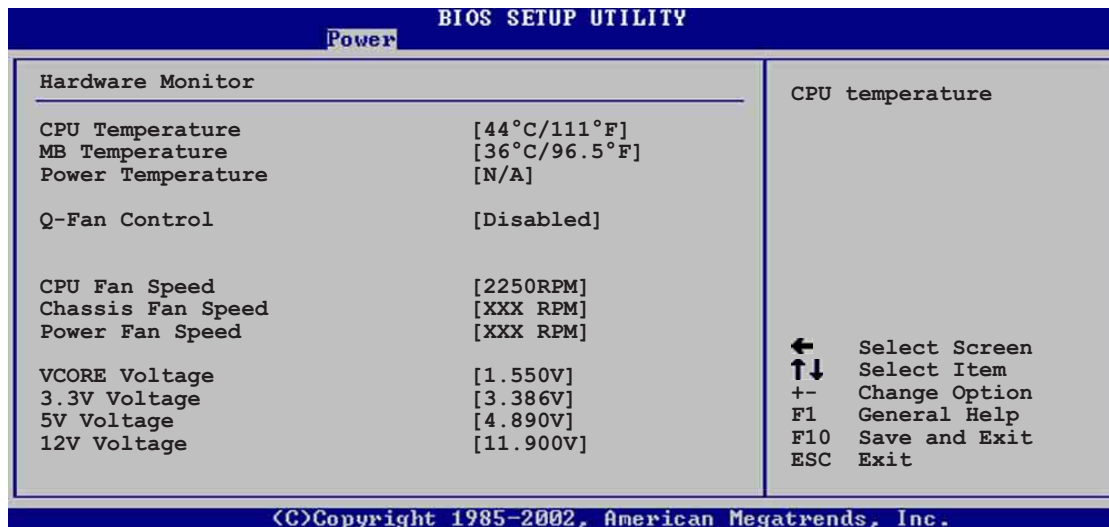 BIOS SETUP UTILITY
Power
Hardware Monitor
CPU Temperature [44°C/111°F]
MB Temperature [36°C/96.5°F]
Power Temperature [N/A]
Q-Fan Control [Disabled]
CPU Fan Speed [2250RPM]
Chassis Fan Speed [XXX RPM]
Power Fan Speed [XXX RPM]
VCORE Voltage [1.550V]
3.3V Voltage [3.386V]
5V Voltage [4.890V]
12V Voltage [11.900V]
CPU temperature
← Select Screen
↑↓ Select Item
+- Change Option
F1 General Help
F10 Save and Exit
ESC Exit
(C)Copyright 1985-2002, American Megatrends, Inc.